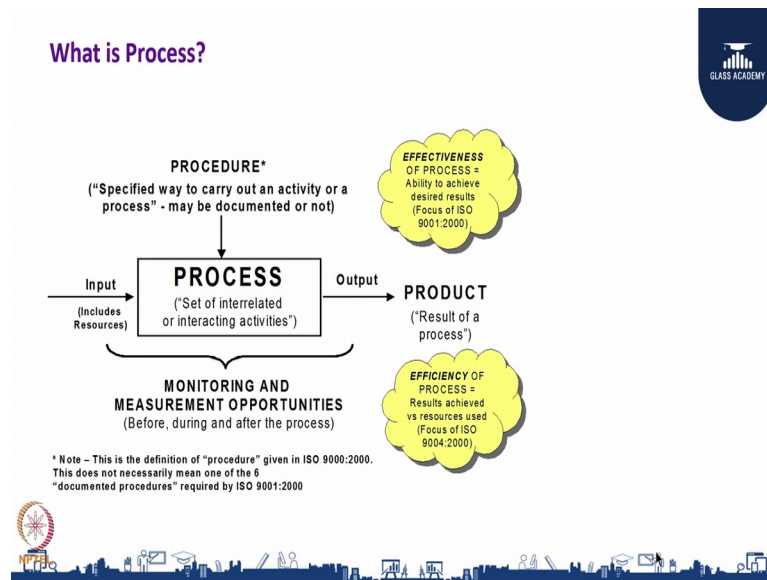 What is Process?
GLASS ACADEMY
PROCEDURE*
("Specified way to carry out an activity or a
process" - may be documented or not)
EFFECTIVENESS
OF PROCESS =
Ability to achieve
desired results
(Focus of ISO
9001:2000)
Input
(Includes
Resources)
PROCESS
("Set of interrelated
or interacting activities")
Output
PRODUCT
("Result of a
process")
MONITORING AND
MEASUREMENT OPPORTUNITIES
(Before, during and after the process)
EFFICIENCY OF
PROCESS =
Results achieved
vs resources used
(Focus of ISO
9004:2000)
* Note – This is the definition of "procedure" given in ISO 9000:2000.
This does not necessarily mean one of the 6
"documented procedures" required by ISO 9001:2000
NPTEL